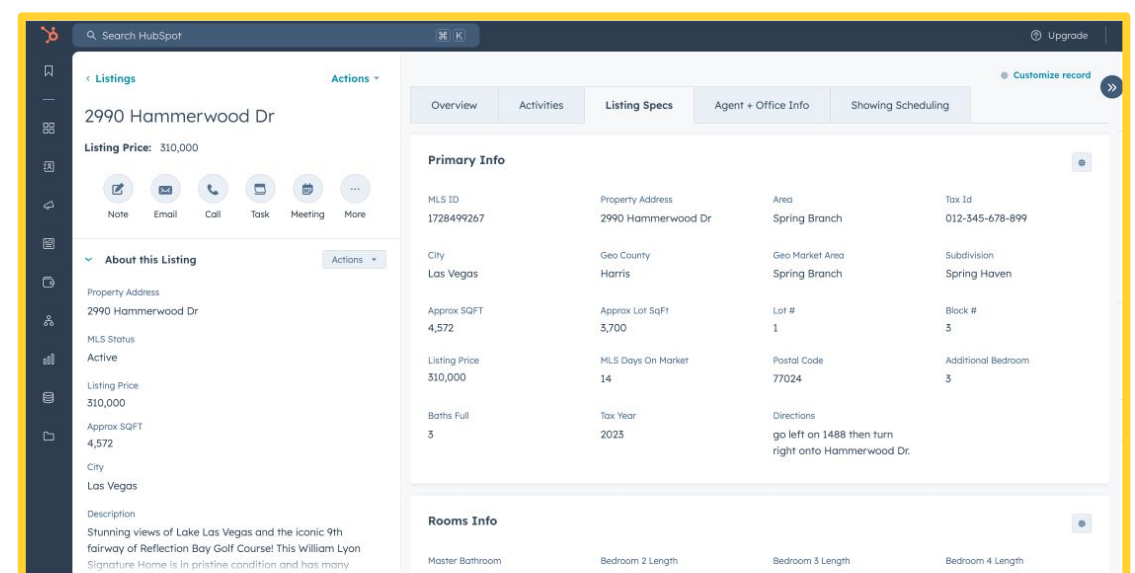 Search HubSpot
⌘ K
Upgrade
< Listings
Actions
2990 Hammerwood Dr
Listing Price: 310,000
Note Email Call Task Meeting More
About this Listing
Actions
Property Address
2990 Hammerwood Dr
MLS Status
Active
Listing Price
310,000
Approx SQFT
4,572
City
Las Vegas
Description
Stunning views of Lake Las Vegas and the iconic 9th
fairway of Reflection Bay Golf Course! This William Lyon
Signature Home is in pristine condition and has many
Customize record
Overview Activities Listing Specs Agent + Office Info Showing Scheduling
Primary Info
MLS ID Property Address Area Tax Id
1728499267 2990 Hammerwood Dr Spring Branch 012-345-678-899
City Geo County Geo Market Area Subdivision
Las Vegas Harris Spring Branch Spring Haven
Approx SQFT Approx Lot SqFt Lot # Block #
4,572 3,700 1 3
Listing Price MLS Days On Market Postal Code Additional Bedroom
310,000 14 77024 3
Baths Full Tax Year Directions
3 2023 go left on 1488 then turn
right onto Hammerwood Dr.
Rooms Info
Master Bathroom Bedroom 2 Length Bedroom 3 Length Bedroom 4 Length